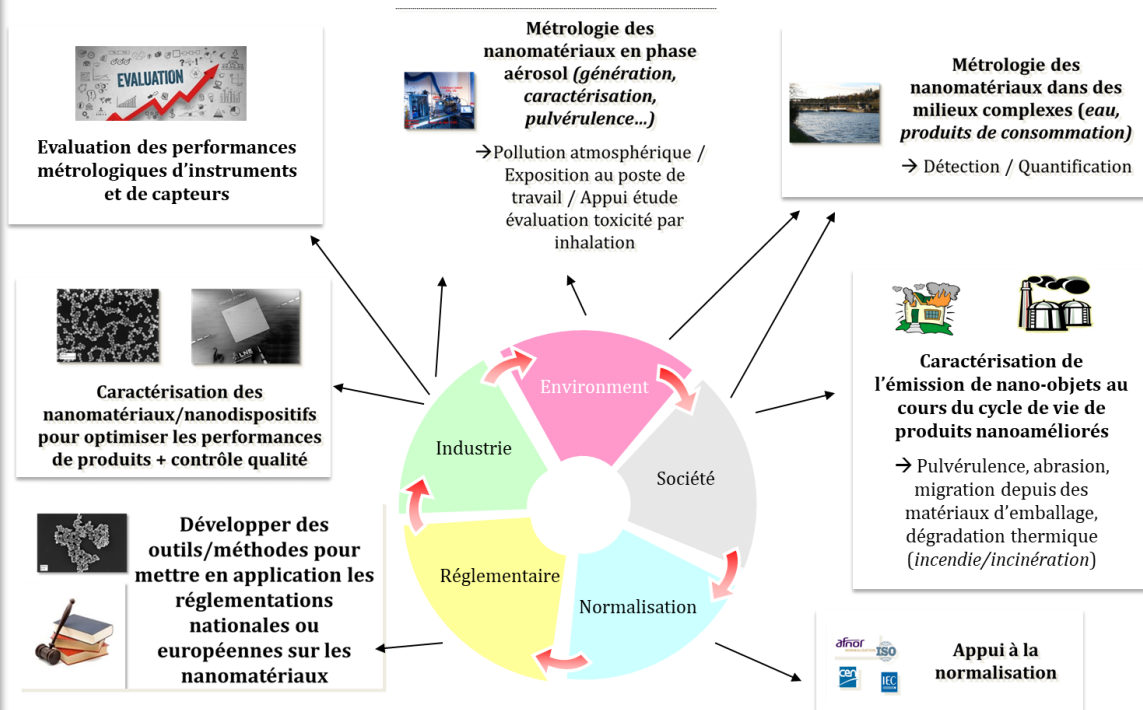 EVALUATION
Evaluation des performances
métrologiques d’instruments
et de capteurs
Métrologie des
nanomatériaux en phase
aérosol (génération,
caractérisation,
pulvérulence…)
→Pollution atmosphérique /
Exposition au poste de
travail / Appui étude
évaluation toxicité par
inhalation
Métrologie des
nanomatériaux dans des
milieux complexes (eau,
produits de consommation)
→ Détection / Quantification
LNE
Caractérisation des
nanomatériaux/nanodispositifs
pour optimiser les performances
de produits + contrôle qualité
Caractérisation de
l’émission de nano-objets au
cours du cycle de vie de
produits nanoaméliorés
→ Pulvérulence, abrasion,
migration depuis des
matériaux d’emballage,
dégradation thermique
(incendie/incinération)
Développer des
outils/méthodes pour
mettre en application les
réglementations
nationales ou
européennes sur les
nanomatériaux
Environment
Société
Normalisation
Réglementaire
Industrie
afnor
ISO
cen
IEC
Appui à la
normalisation